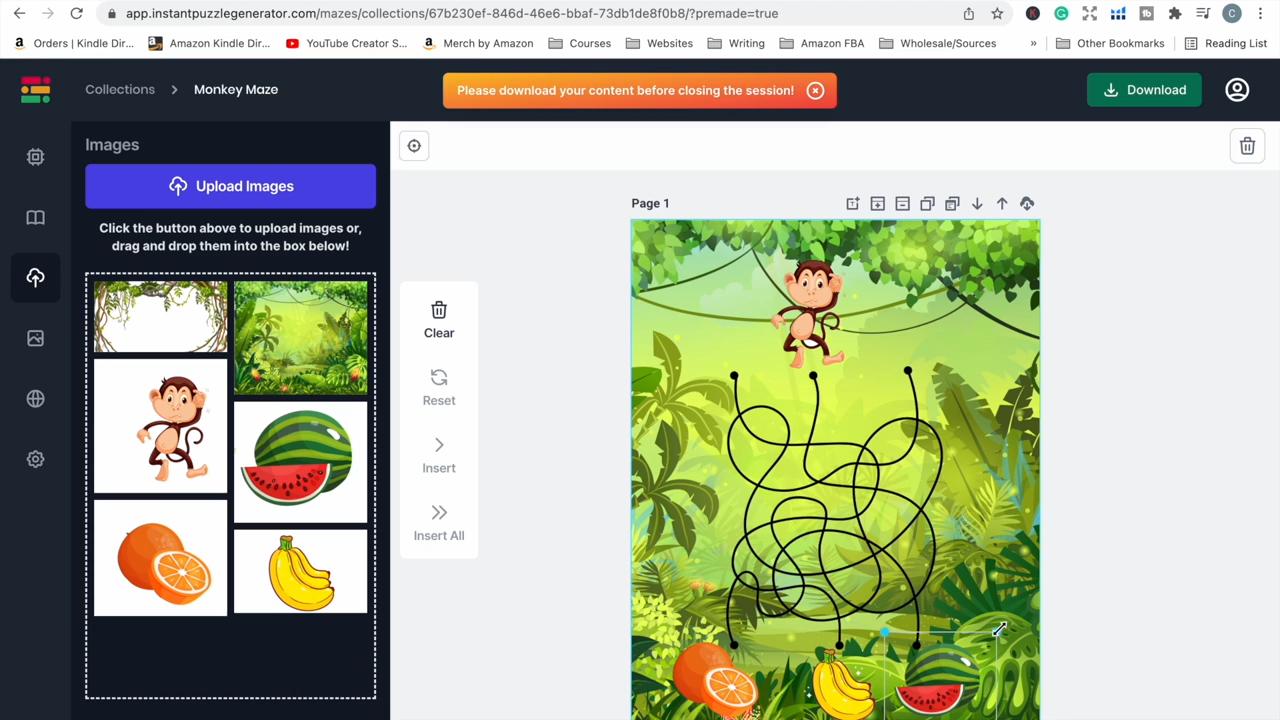 app.instantpuzzlegenerator.com/mazes/collections/67b230ef-846d-46e6-bbaf-73db1de8f0b8/?premade=true
Orders | Kindle Dir... Amazon Kindle Dir... YouTube Creator S... Merch by Amazon Courses Websites Writing Amazon FBA Wholesale/Sources » Other Bookmarks Reading List
Collections > Monkey Maze
Please download your content before closing the session!
Download
Images
Upload Images
Click the button above to upload images or,
drag and drop them into the box below!
Page 1
Clear
Reset
Insert
Insert All